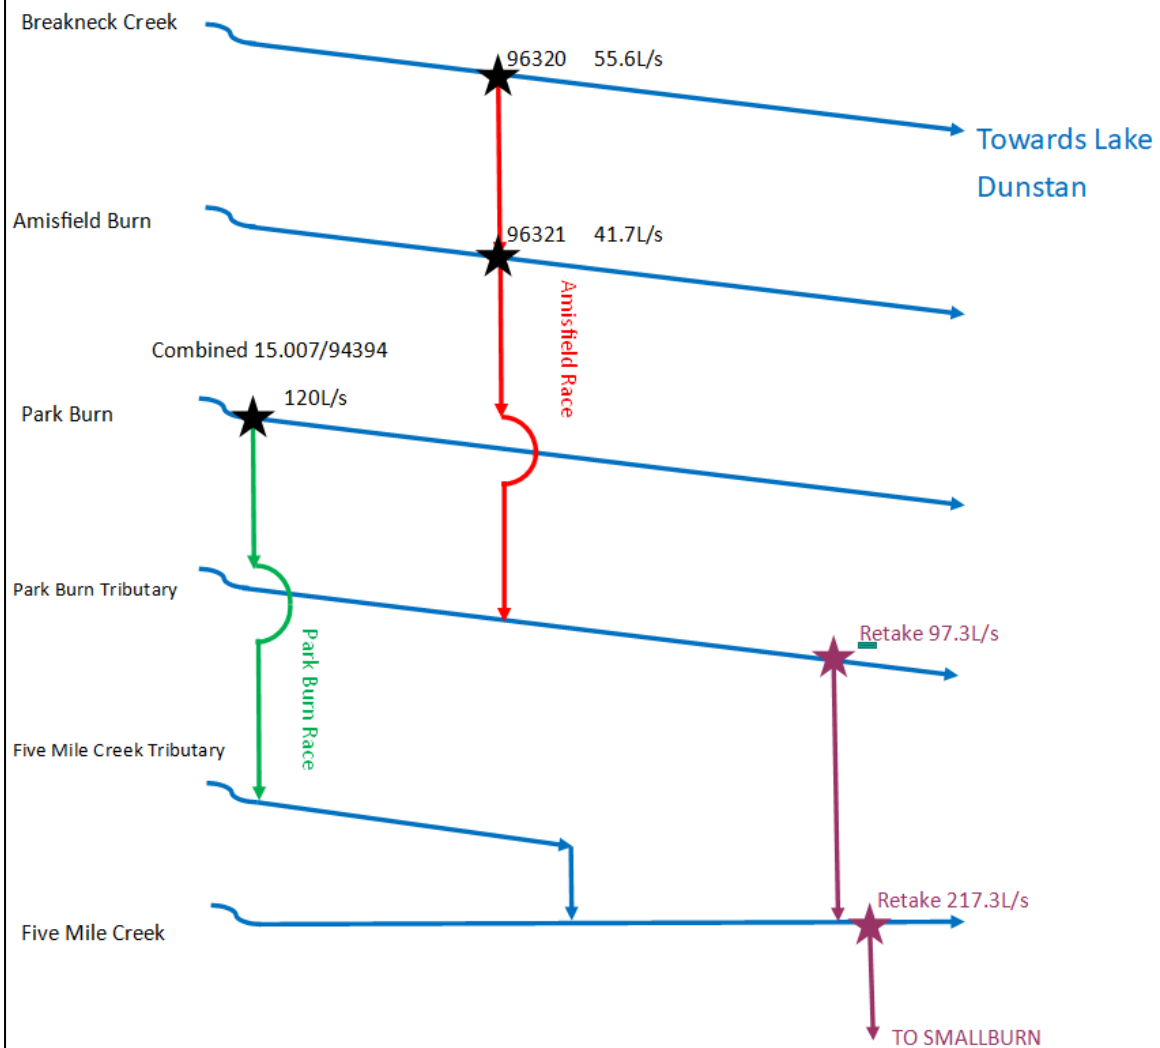 Breakneck Creek
96320 55.6L/s
Towards Lake
Dunstan
Amisfield Burn
96321 41.7L/s
Amisfield Race
Combined 15.007/94394
120L/s
Park Burn
Park Burn Tributary
Retake 97.3L/s
Park Burn Race
Five Mile Creek Tributary
Retake 217.3L/s
Five Mile Creek
TO SMALLBURN